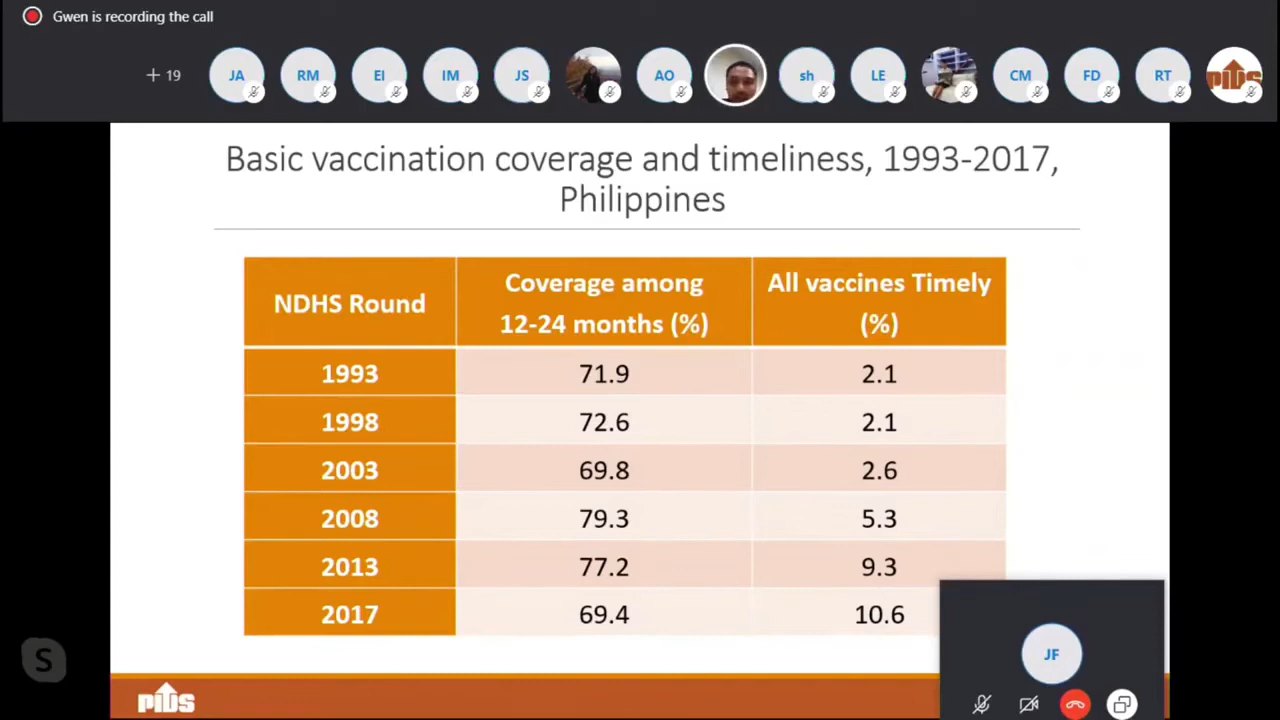 Gwen is recording the call
+ 19
JA RM EI IM JS AO sh LE CM FD RT PIDS
Basic vaccination coverage and timeliness, 1993-2017,
Philippines
NDHS Round
Coverage among
12-24 months (%)
All vaccines Timely
(%)
1993 71.9 2.1
1998 72.6 2.1
2003 69.8 2.6
2008 79.3 5.3
2013 77.2 9.3
2017 69.4 10.6
S
JF
PIDS